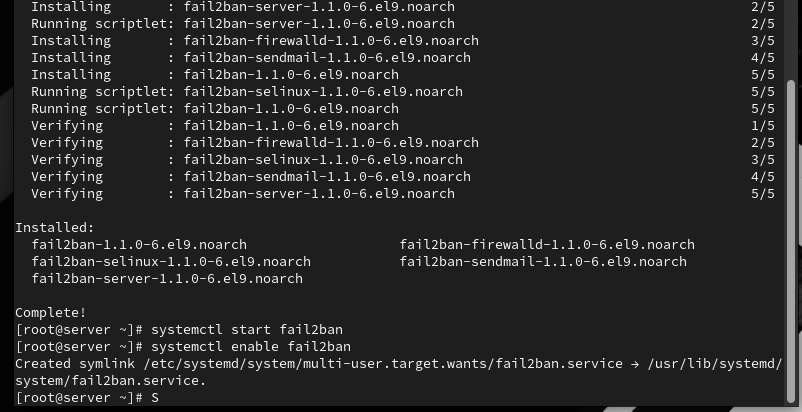 Installing       : fail2ban-server-1.1.0-6.el9.noarch                                2/5
Running scriptlet: fail2ban-server-1.1.0-6.el9.noarch                                2/5
Installing       : fail2ban-firewalld-1.1.0-6.el9.noarch                             3/5
Installing       : fail2ban-sendmail-1.1.0-6.el9.noarch                              4/5
Installing       : fail2ban-1.1.0-6.el9.noarch                                       5/5
Running scriptlet: fail2ban-selinux-1.1.0-6.el9.noarch                               5/5
Running scriptlet: fail2ban-1.1.0-6.el9.noarch                                       5/5
Verifying        : fail2ban-1.1.0-6.el9.noarch                                       1/5
Verifying        : fail2ban-firewalld-1.1.0-6.el9.noarch                             2/5
Verifying        : fail2ban-selinux-1.1.0-6.el9.noarch                               3/5
Verifying        : fail2ban-sendmail-1.1.0-6.el9.noarch                              4/5
Verifying        : fail2ban-server-1.1.0-6.el9.noarch                                5/5
Installed:
fail2ban-1.1.0-6.el9.noarch                   fail2ban-firewalld-1.1.0-6.el9.noarch
fail2ban-selinux-1.1.0-6.el9.noarch           fail2ban-sendmail-1.1.0-6.el9.noarch
fail2ban-server-1.1.0-6.el9.noarch
Complete!
[root@server ~]# systemctl start fail2ban
[root@server ~]# systemctl enable fail2ban
Created symlink /etc/systemd/system/multi-user.target.wants/fail2ban.service → /usr/lib/systemd/
system/fail2ban.service.
[root@server ~]# S